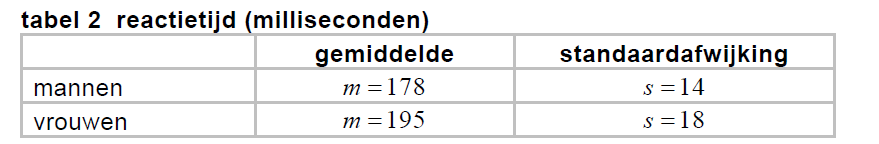 tabel 2 reactietijd (milliseconden)
gemiddelde standaardafwijking
mannen m = 178 s = 14
vrouwen m = 195 s = 18